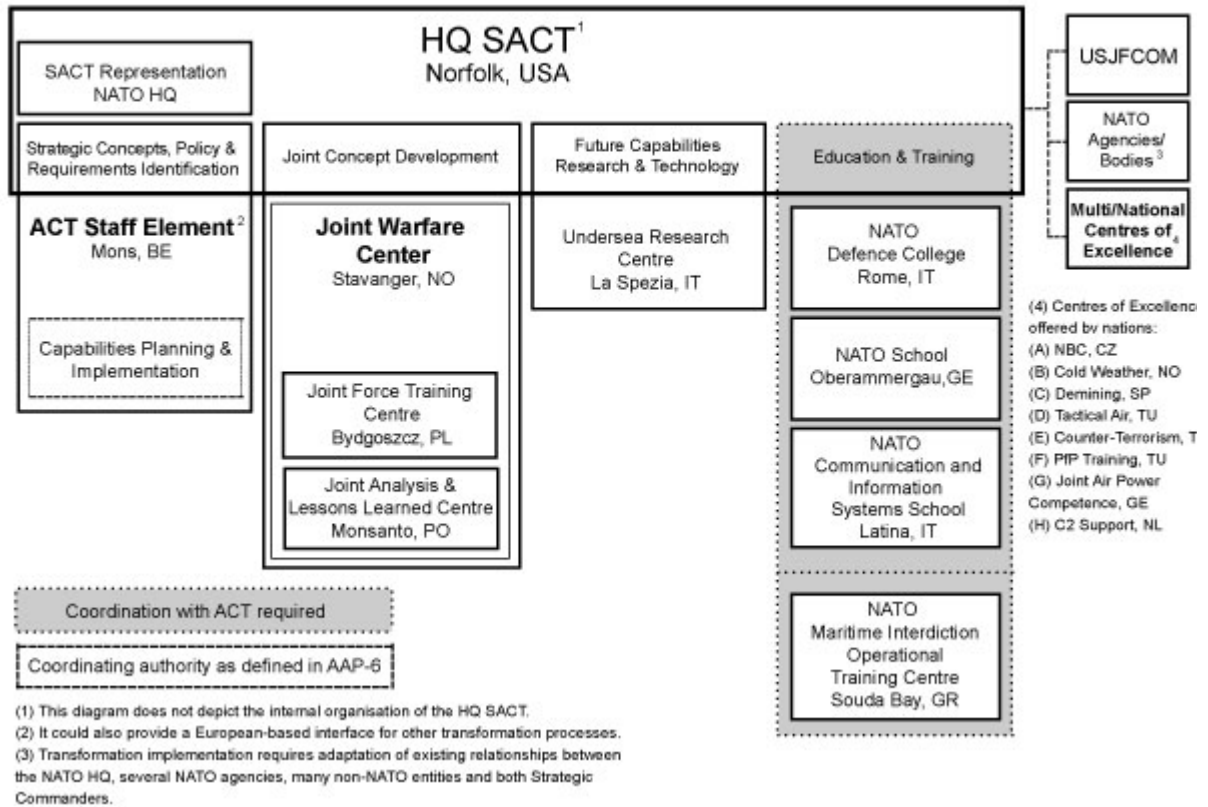 HQ SACT1
Norfolk, USA
SACT Representation
NATO HQ
Strategic Concepts, Policy &
Requirements Identification
Joint Concept Development
Future Capabilities
Research & Technology
Education & Training
ACT Staff Element2
Mons, BE
Capabilities Planning &
Implementation
Joint Warfare
Center
Stavanger, NO
Joint Force Training
Centre
Bydgoszcz, PL
Joint Analysis &
Lessons Learned Centre
Monsanto, PO
Undersea Research
Centre
La Spezia, IT
NATO
Defence College
Rome, IT
NATO School
Oberammergau,GE
NATO
Communication and
Information
Systems School
Latina, IT
NATO
Maritime Interdiction
Operational
Training Centre
Souda Bay, GR
USJFCOM
NATO
Agencies/
Bodies3
Multi/National
Centres of
Excellence4
(4) Centres of Excellenc
offered by nations:
(A) NBC, CZ
(B) Cold Weather, NO
(C) Demining, SP
(D) Tactical Air, TU
(E) Counter-Terrorism, T
(F) PfP Training, TU
(G) Joint Air Power
Competence, GE
(H) C2 Support, NL
Coordination with ACT required
Coordinating authority as defined in AAP-6
(1) This diagram does not depict the internal organisation of the HQ SACT.
(2) It could also provide a European-based interface for other transformation processes.
(3) Transformation implementation requires adaptation of existing relationships between
the NATO HQ, several NATO agencies, many non-NATO entities and both Strategic
Commanders.